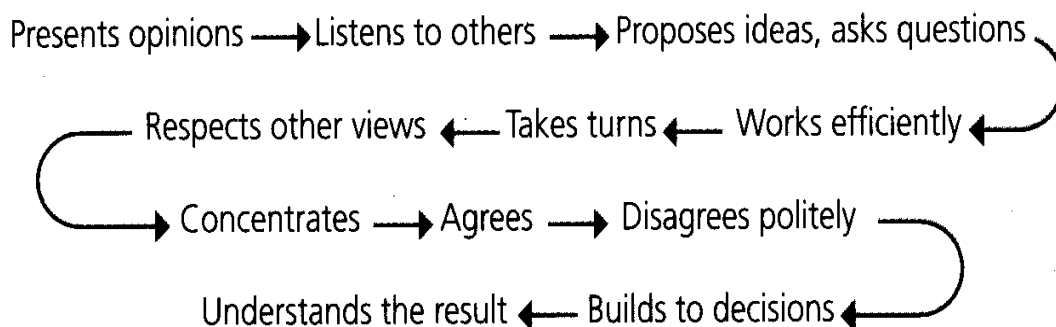 Presents opinions Listens to others Proposes ideas, asks questions
Respects other views Takes turns Works efficiently
Concentrates Agrees Disagrees politely
Understands the result Builds to decisions